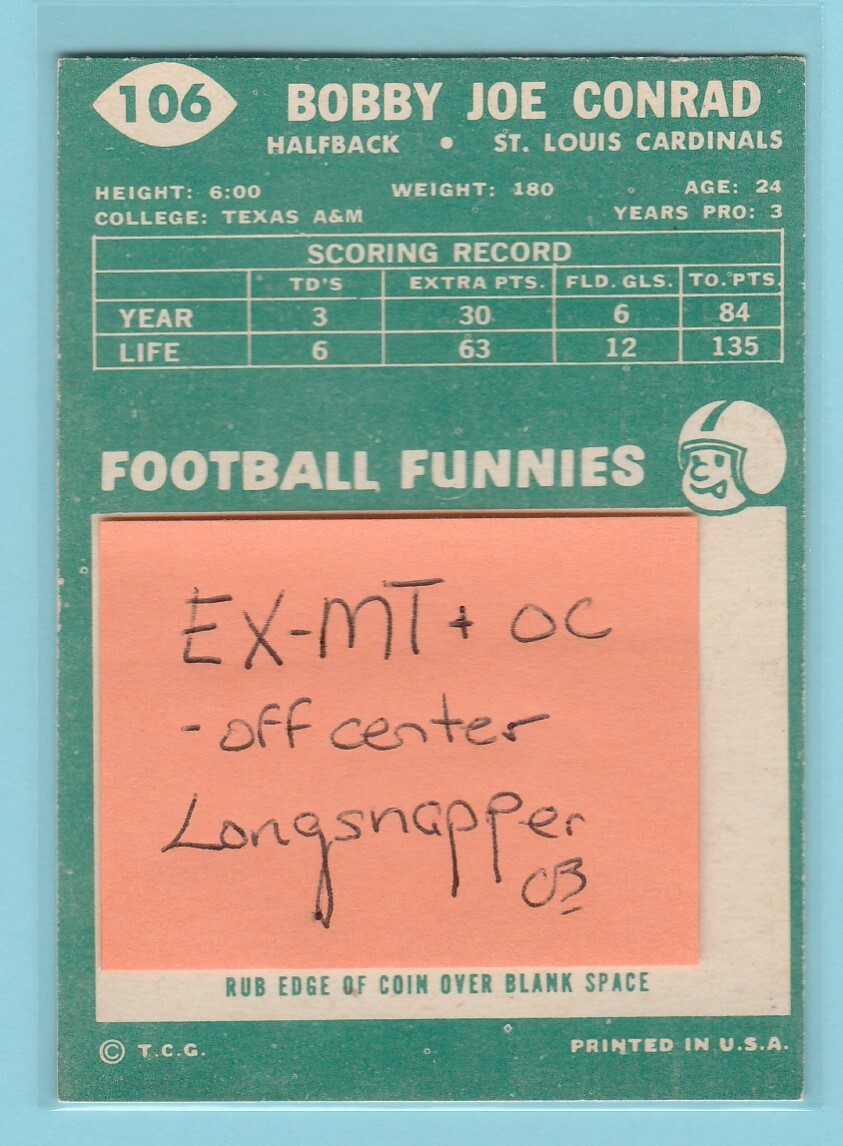 106 BOBBY JOE CONRAD
HALFBACK • ST. LOUIS CARDINALS
HEIGHT: 6:00 WEIGHT: 180 AGE: 24
COLLEGE: TEXAS A&M YEARS PRO: 3
SCORING RECORD
TD'S EXTRA PTS. FLD. GLS. TO. PTS.
YEAR 3 30 6 84
LIFE 6 63 12 135
FOOTBALL FUNNIES
EX-MT+ OC
- off center
Longsnapper
CB
RUB EDGE OF COIN OVER BLANK SPACE
© T.C.G. PRINTED IN U.S.A.